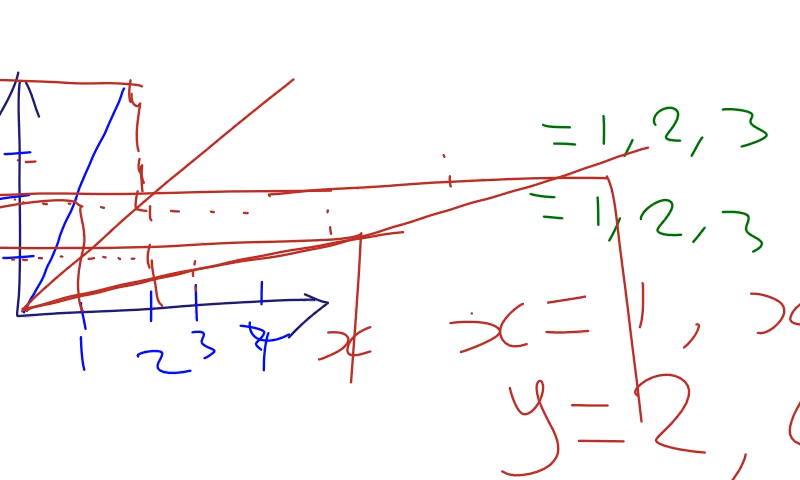 = 1, 2, 3
= 1, 2, 3
1 2 3 4 x
x = 1, x
y = 2,